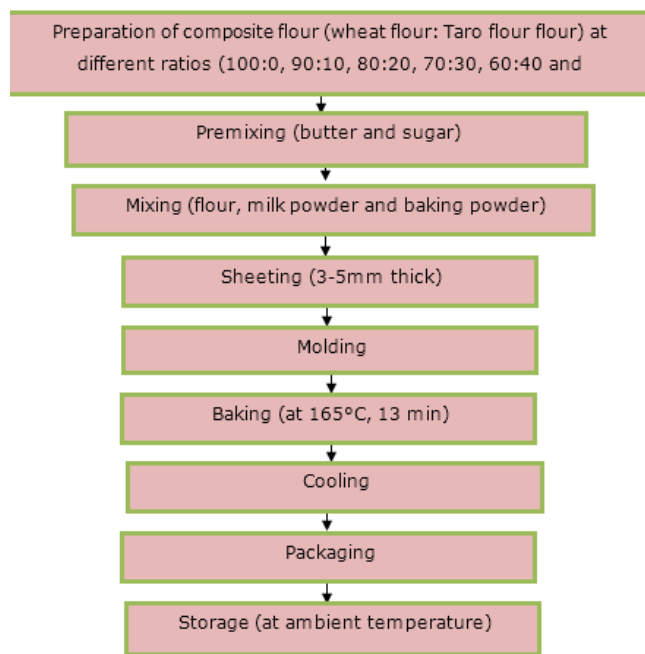 Preparation of composite flour (wheat flour: Taro flour flour) at
different ratios (100:0, 90:10, 80:20, 70:30, 60:40 and
Premixing (butter and sugar)
Mixing (flour, milk powder and baking powder)
Sheeting (3-5mm thick)
Molding
Baking (at 165°C, 13 min)
Cooling
Packaging
Storage (at ambient temperature)